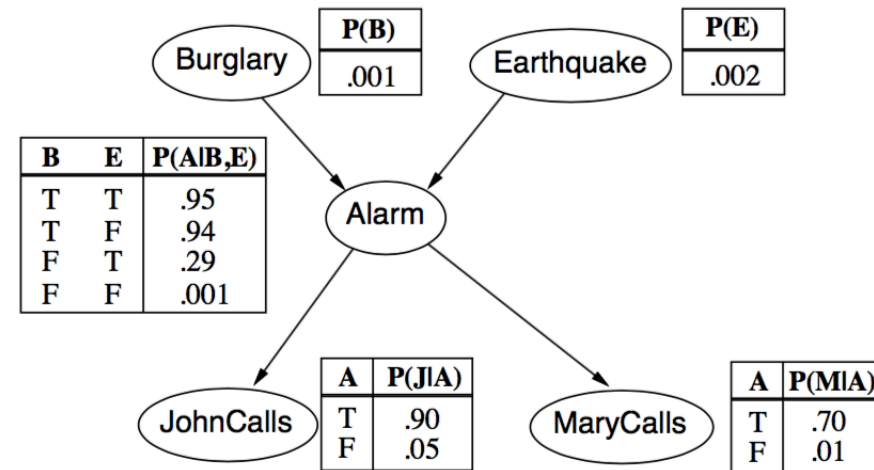 Burglary
P(B)
.001
Earthquake
P(E)
.002
B E P(A|B,E)
T T .95
T F .94
F T .29
F F .001
Alarm
JohnCalls
A P(J|A)
T .90
F .05
MaryCalls
A P(M|A)
T .70
F .01